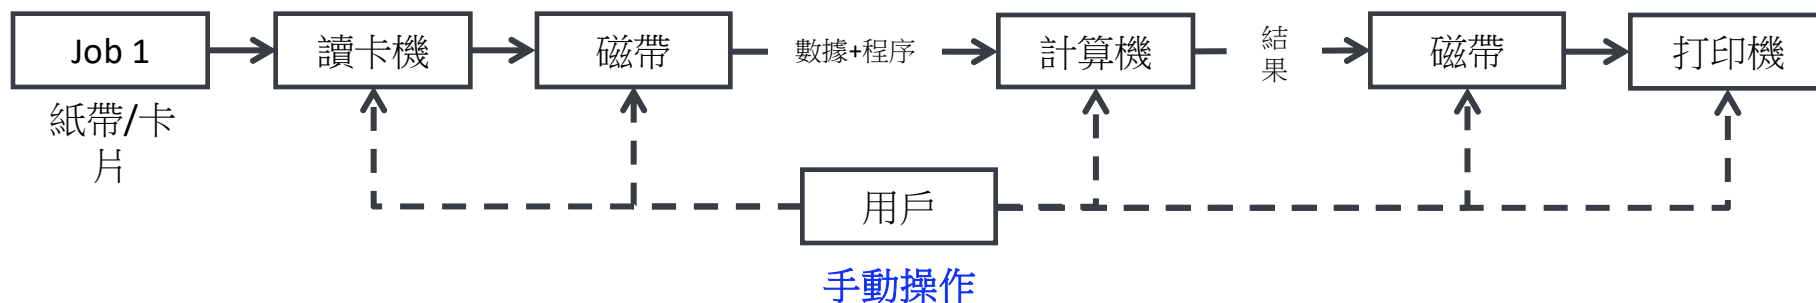 Job 1
讀卡機
磁帶
數據+程序
計算機
結
果
磁帶
打印機
紙帶/卡
片
用戶
手動操作